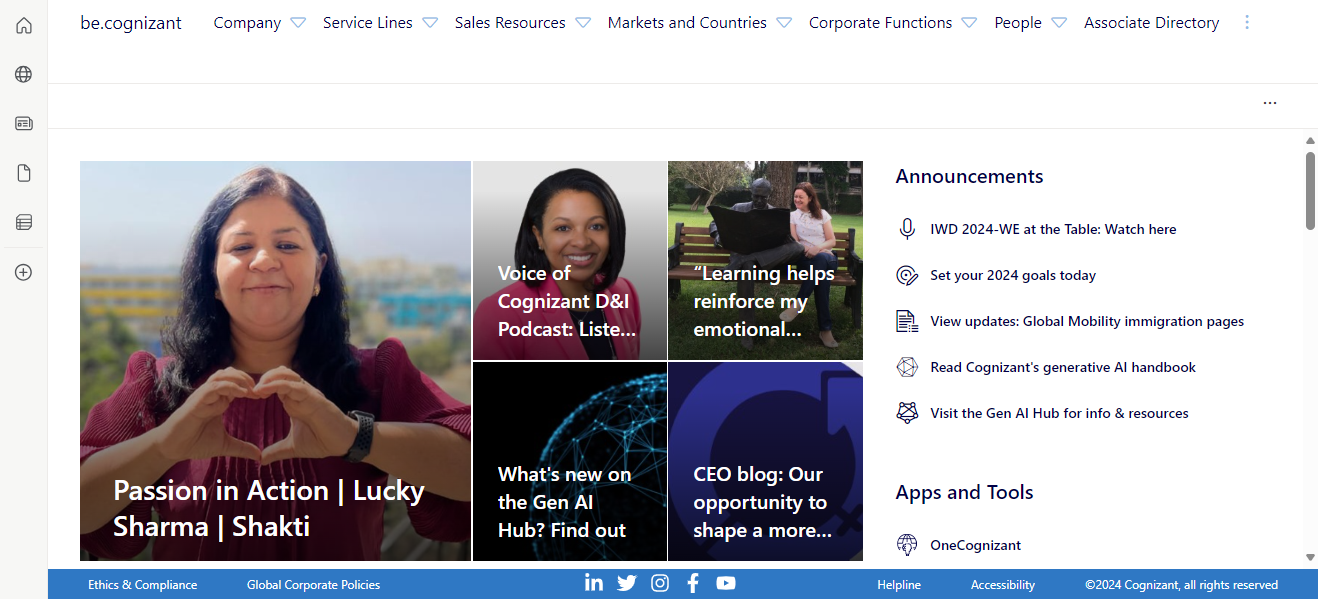 be.cognizant
Company
Service Lines
Sales Resources
Markets and Countries
Corporate Functions
People
Associate Directory
Passion in Action | Lucky
Sharma | Shakti
Voice of
Cognizant D&I
Podcast: Liste...
“Learning helps
reinforce my
emotional...
What's new on
the Gen AI
Hub? Find out
CEO blog: Our
opportunity to
shape a more...
Announcements
IWD 2024-WE at the Table: Watch here
Set your 2024 goals today
View updates: Global Mobility immigration pages
Read Cognizant's generative AI handbook
Visit the Gen AI Hub for info & resources
Apps and Tools
OneCognizant
Ethics & Compliance
Global Corporate Policies
Helpline
Accessibility
©2024 Cognizant, all rights reserved